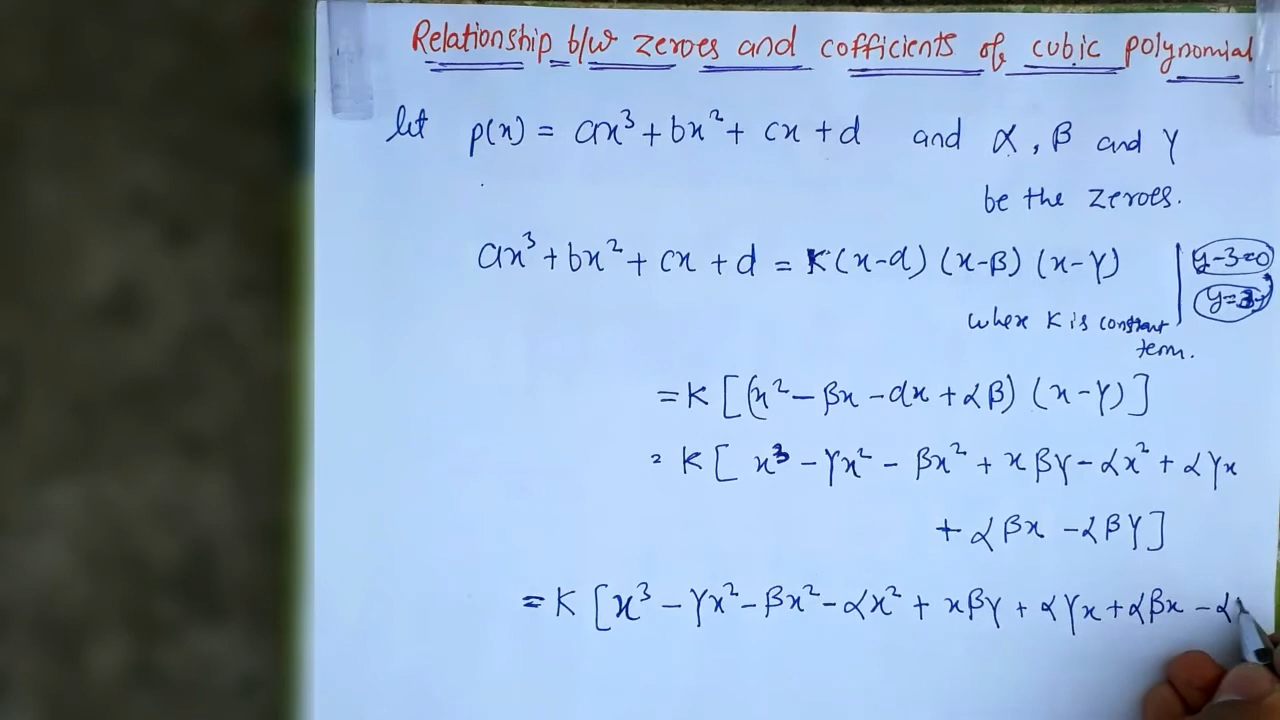 Relationship b/w zeroes and cofficients of cubic polynomial
let p(x) = ax³ + bx² + cx + d and α, β and γ
be the zeroes.
ax³ + bx² + cx + d = K(x-α) (x-β) (x-γ)
y-3=0
where K is constant
term.
= K [(x² - βx - αx + αβ) (x-γ)]
= K [ x³ - γx² - βx² + xβγ - αx² + αγx
+ αβx - αβγ]
= K [x³ - γx² - βx² - αx² + xβγ + αγx + αβx - α